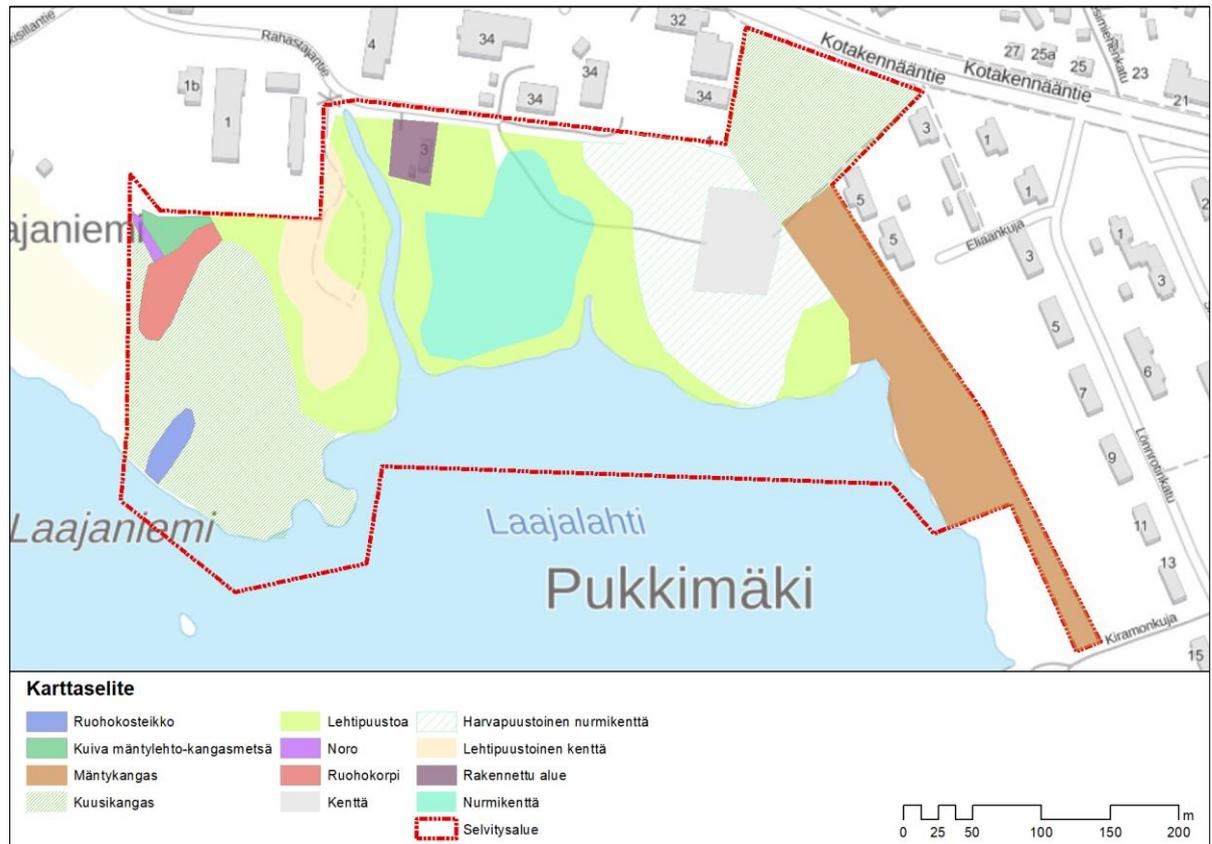 Rahastajantie
4
34
32
Kotakennääntie
27
25a
25
23
Kotakennääntie
21
1b
1
34
34
34
3
3
1
1
5
5
Eliaankuja
3
1
3
ajaniemi
5
6
7
Lönnrotinkatu
9
Laajaniemi
Laajalahti
11
Pukkimäki
13
Kiramonkuja
15
Karttaselite
Ruohokosteikko
Lehtipuustoa
Harvapuustoinen nurmikenttä
Kuiva mäntylehto-kangasmetsä
Noro
Lehtipuustoinen kenttä
Mäntykangas
Ruohokorpi
Rakennettu alue
Kuusikangas
Kenttä
Nurmikenttä
Selvitysalue
m
0 25 50 100 150 200